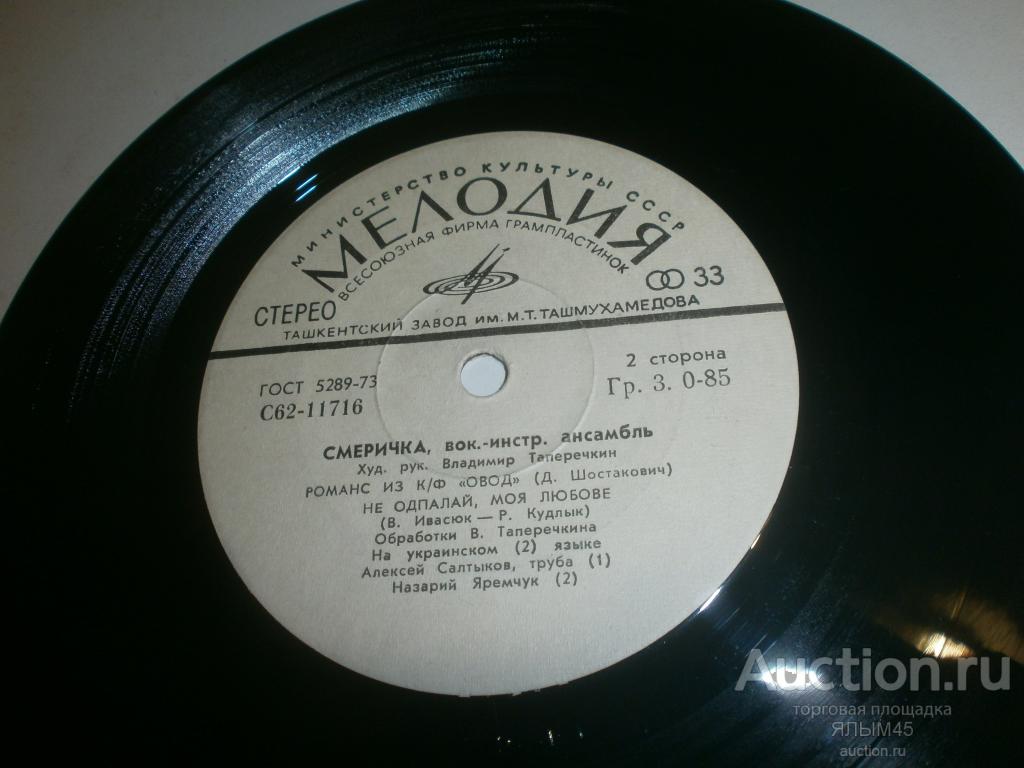 МИНИСТЕРСТВО КУЛЬТУРЫ СССР
МЕЛОДИЯ
ВСЕСОЮЗНАЯ ФИРМА ГРАМПЛАСТИНОК
СТЕРЕО
33
ТАШКЕНТСКИЙ ЗАВОД ИМ. М.Т. ТАШМУХАМЕДОВА
ГОСТ 5289-73
С62-11716
2 сторона
Гр. 3. 0-85
СМЕРИЧКА, вок.-инстр. ансамбль
Худ. рук. Владимир Таперечкин
РОМАНС ИЗ К/Ф «ОВОД» (Д. Шостакович)
НЕ ОДПАЛАЙ, МОЯ ЛЮБОВЕ
(В. Ивасюк — Р. Кудлык)
Обработки В. Таперечкина
На украинском (2) языке
Алексей Салтыков, труба (1)
Назарий Яремчук (2)
Auction.ru
торговая площадка
ЯЛЫМ45
auction.ru